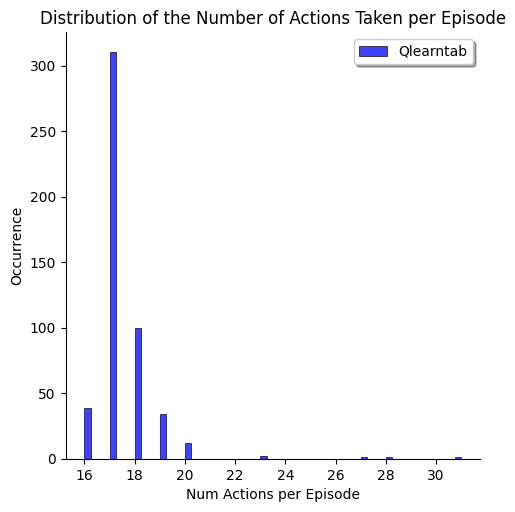 Distribution of the Number of Actions Taken per Episode
Qlearntab
300
250
200
150
100
50
0
Occurrence
16 18 20 22 24 26 28 30
Num Actions per Episode